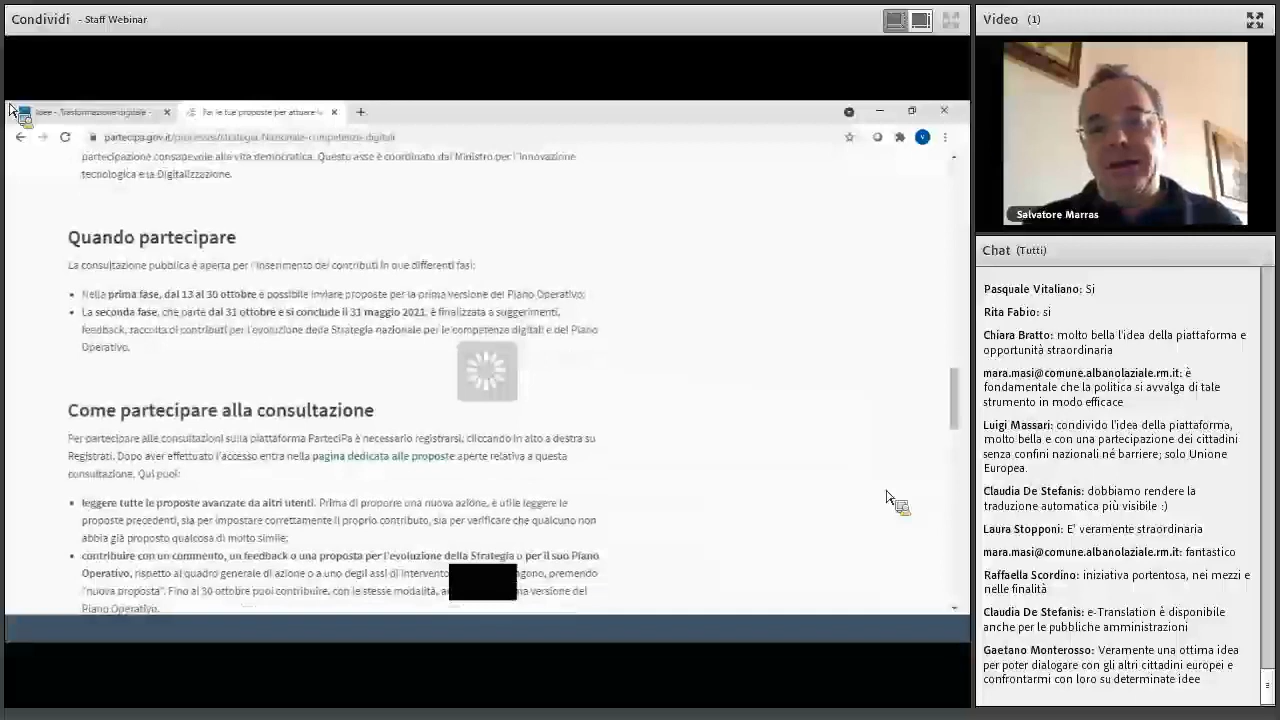 Condividi - Staff Webinar
Idee - Trasformazione digitale -
Fai le tue proposte per attuare l
partecipa.gov.it/processes/strategia-Nazionale-competenze-digitali
partecipazione consapevole alla vita democratica. Questo asse è coordinato dal Ministro per l'Innovazione
tecnologica e la Digitalizzazione.
Quando partecipare
La consultazione pubblica è aperta per l'inserimento dei contributi in due differenti fasi:
Nella prima fase, dal 13 al 30 ottobre è possibile inviare proposte per la prima versione del Piano Operativo;
La seconda fase, che parte dal 31 ottobre e si conclude il 31 maggio 2021, è finalizzata a suggerimenti,
feedback, raccolta di contributi per l'evoluzione della Strategia nazionale per le competenze digitali e del Piano
Operativo.
Come partecipare alla consultazione
Per partecipare alle consultazioni sulla piattaforma ParteciPa è necessario registrarsi, cliccando in alto a destra su
Registrati. Dopo aver effettuato l'accesso entra nella pagina dedicata alle proposte aperte relativa a questa
consultazione. Qui puoi:
leggere tutte le proposte avanzate da altri utenti. Prima di proporre una nuova azione, è utile leggere le
proposte precedenti, sia per impostare correttamente il proprio contributo, sia per verificare che qualcuno non
abbia già proposto qualcosa di molto simile;
contribuire con un commento, un feedback o una proposta per l'evoluzione della Strategia o per il suo Piano
Operativo, rispetto al quadro generale di azione o a uno degli assi di intervento gono, premendo
"nuova proposta". Fino al 30 ottobre puoi contribuire, con le stesse modalità, a ma versione del
Piano Operativo.
Video (1)
Salvatore Marras
Chat (Tutti)
Pasquale Vitaliano: Si
Rita Fabio: si
Chiara Bratto: molto bella l'idea della piattaforma e
opportunità straordinaria
mara.masi@comune.albanolaziale.rm.it: è
fondamentale che la politica si avvalga di tale
strumento in modo efficace
Luigi Massari: condivido l'idea della piattaforma,
molto bella e con una partecipazione dei cittadini
senza confini nazionali né barriere; solo Unione
Europea.
Claudia De Stefanis: dobbiamo rendere la
traduzione automatica più visibile :)
Laura Stopponi: E' veramente straordinaria
mara.masi@comune.albanolaziale.rm.it: fantastico
Raffaella Scordino: iniziativa portentosa, nei mezzi e
nelle finalità
Claudia De Stefanis: e-Translation è disponibile
anche per le pubbliche amministrazioni
Gaetano Monterosso: Veramente una ottima idea
per poter dialogare con gli altri cittadini europei e
confrontarmi con loro su determinate idee